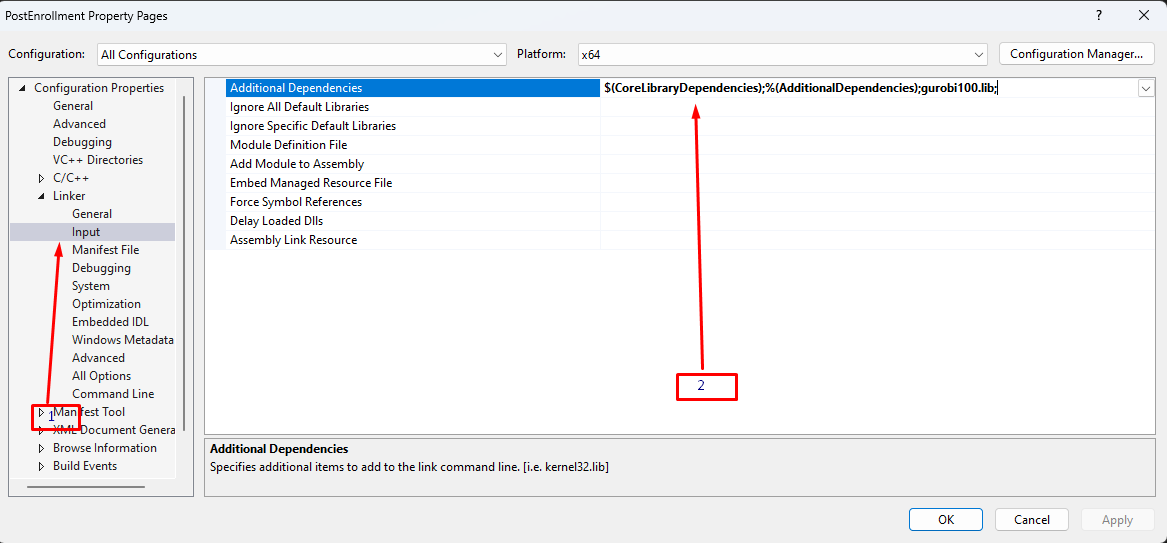 PostEnrollment Property Pages
?
Configuration: All Configurations Platform: x64 Configuration Manager...
Configuration Properties
General
Advanced
Debugging
VC++ Directories
C/C++
Linker
General
Input
Manifest File
Debugging
System
Optimization
Embedded IDL
Windows Metadata
Advanced
All Options
Command Line
Manifest Tool
1
XML Document Genera
Browse Information
Build Events
Additional Dependencies $(CoreLibraryDependencies);%(AdditionalDependencies);gurobi100.lib;
Ignore All Default Libraries
Ignore Specific Default Libraries
Module Definition File
Add Module to Assembly
Embed Managed Resource File
Force Symbol References
Delay Loaded Dlls
Assembly Link Resource
2
Additional Dependencies
Specifies additional items to add to the link command line. [i.e. kernel32.lib]
OK Cancel Apply